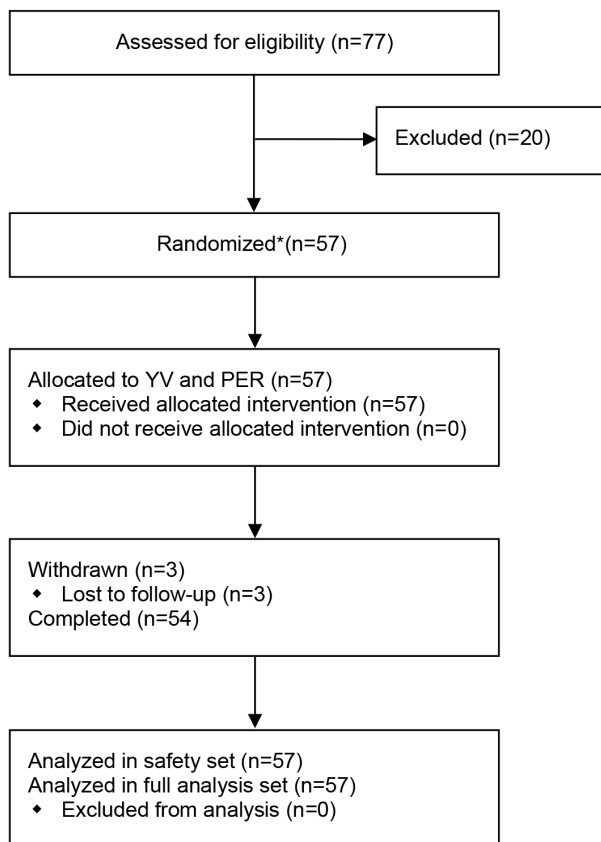 Assessed for eligibility (n=77)
Excluded (n=20)
Randomized*(n=57)
Allocated to YV and PER (n=57)
◆ Received allocated intervention (n=57)
◆ Did not receive allocated intervention (n=0)
Withdrawn (n=3)
◆ Lost to follow-up (n=3)
Completed (n=54)
Analyzed in safety set (n=57)
Analyzed in full analysis set (n=57)
◆ Excluded from analysis (n=0)